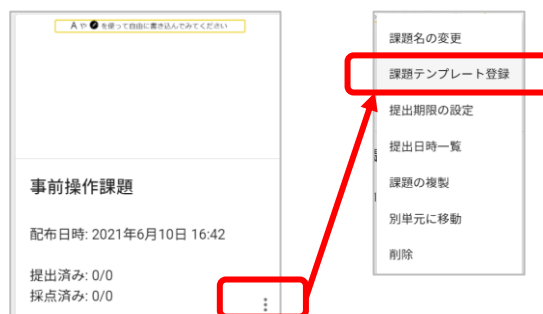 A や を使って自由に書き込んでみてください
事前操作課題
配布日時: 2021年6月10日 16:42
提出済み: 0/0
採点済み: 0/0
課題名の変更
課題テンプレート登録
提出期限の設定
提出日時一覧
課題の複製
別単元に移動
削除